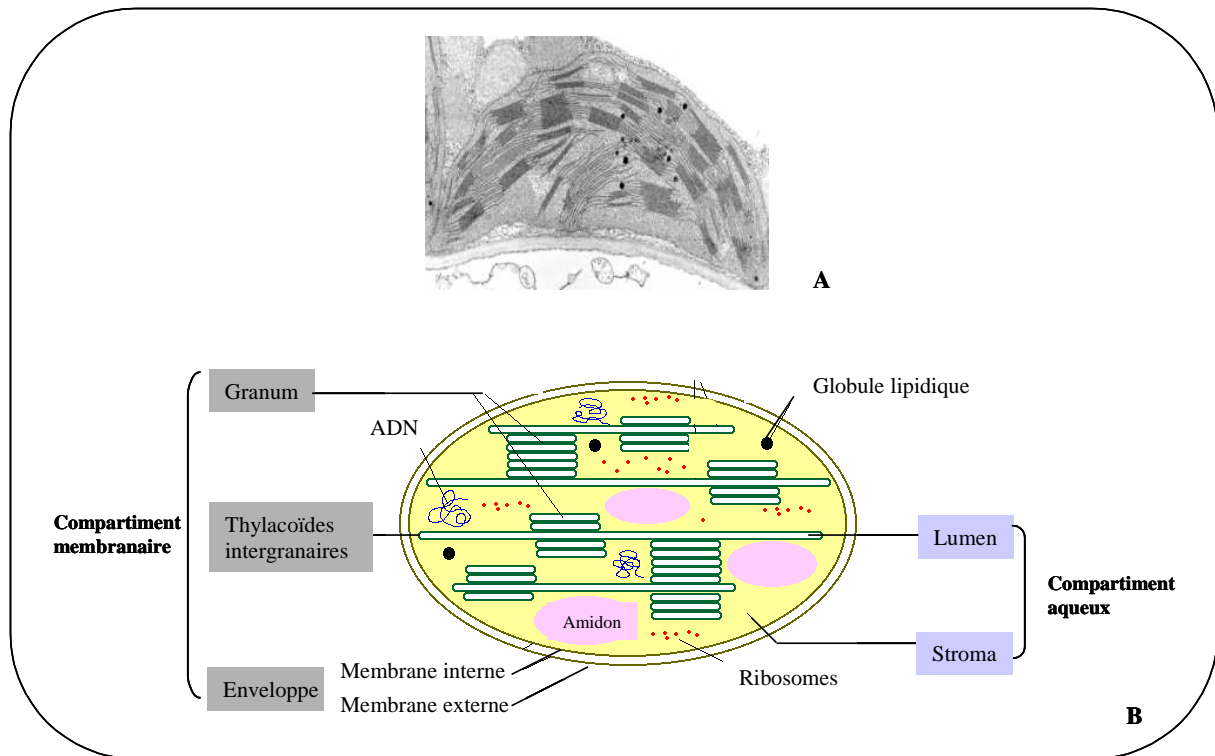 A
Granum
Globule lipidique
ADN
Compartiment
membranaire
Thylacoïdes
intergranaires
Lumen
Compartiment
aqueux
Amidon
Stroma
Membrane interne
Ribosomes
Enveloppe
Membrane externe
B